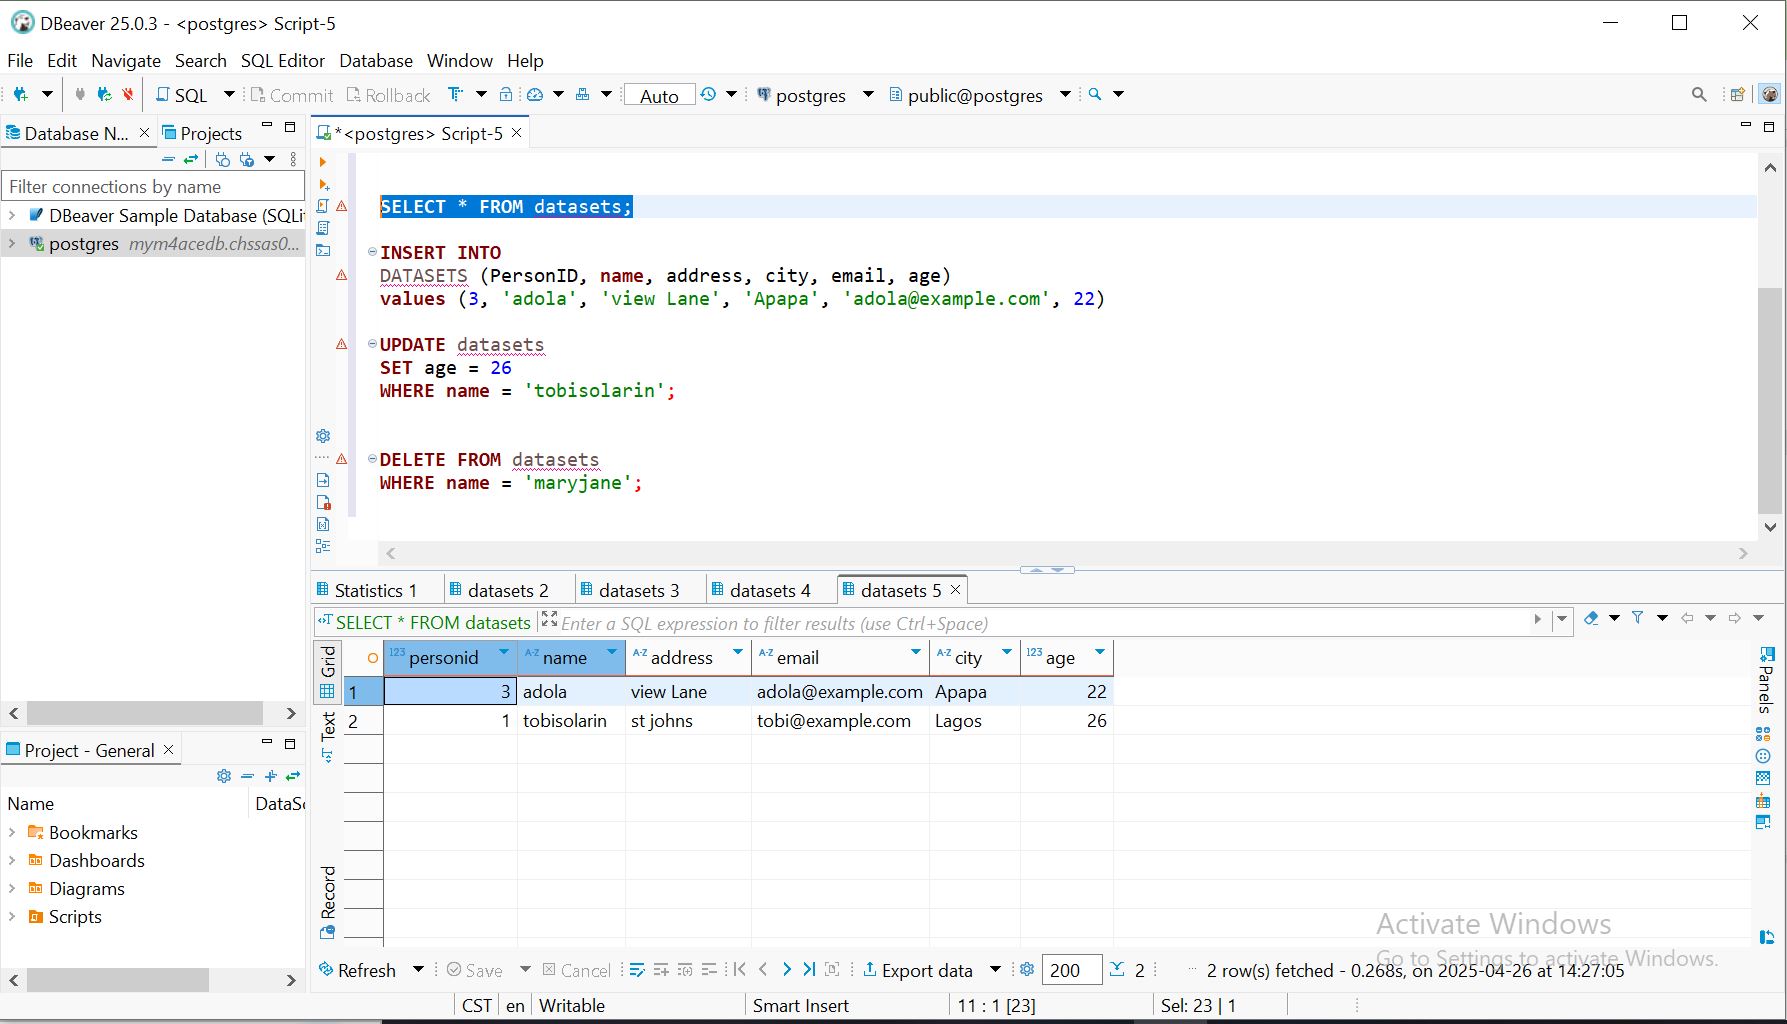 DBeaver 25.0.3 - <postgres> Script-5
File Edit Navigate Search SQL Editor Database Window Help
SQL Commit Rollback Auto postgres public@postgres
Database N... Projects
*<postgres> Script-5
Filter connections by name
DBeaver Sample Database (SQLi
postgres mym4acedb.chssas0...
SELECT * FROM datasets;
INSERT INTO
DATASETS (PersonID, name, address, city, email, age)
values (3, 'adola', 'view Lane', 'Apapa', 'adola@example.com', 22)
UPDATE datasets
SET age = 26
WHERE name = 'tobisolarin';
DELETE FROM datasets
WHERE name = 'maryjane';
Project - General
Name DataSo
Bookmarks
Dashboards
Diagrams
Scripts
Statistics 1 datasets 2 datasets 3 datasets 4 datasets 5
SELECT * FROM datasets Enter a SQL expression to filter results (use Ctrl+Space)
Grid
Text
Record
123 personid A-Z name A-Z address A-Z email A-Z city 123 age
1 3 adola view Lane adola@example.com Apapa 22
2 1 tobisolarin st johns tobi@example.com Lagos 26
Panels
Activate Windows
Go to Settings to activate Windows.
Refresh Save Cancel Export data 200 2 2 row(s) fetched - 0.268s, on 2025-04-26 at 14:27:05
CST en Writable Smart Insert 11 : 1 [23] Sel: 23 | 1